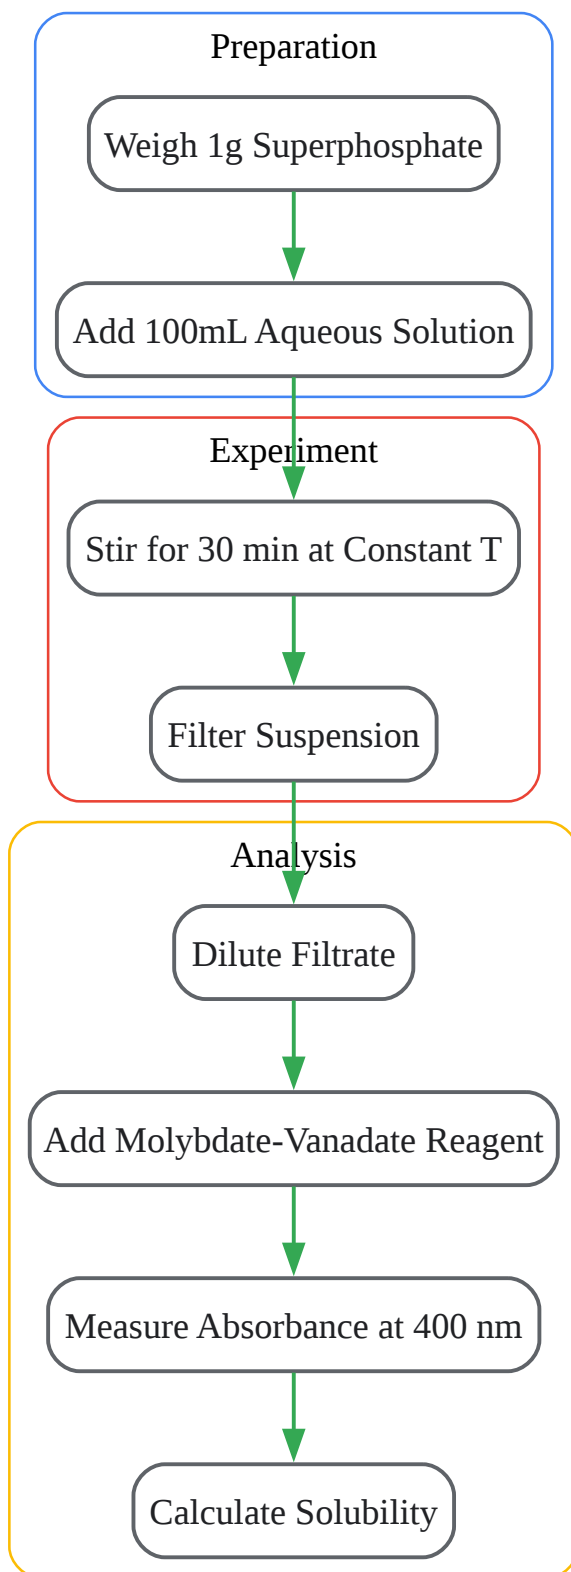 Preparation
Weigh 1g Superphosphate
Add 100mL Aqueous Solution
Experiment
Stir for 30 min at Constant T
Filter Suspension
Analysis
Dilute Filtrate
Add Molybdate-Vanadate Reagent
Measure Absorbance at 400 nm
Calculate Solubility